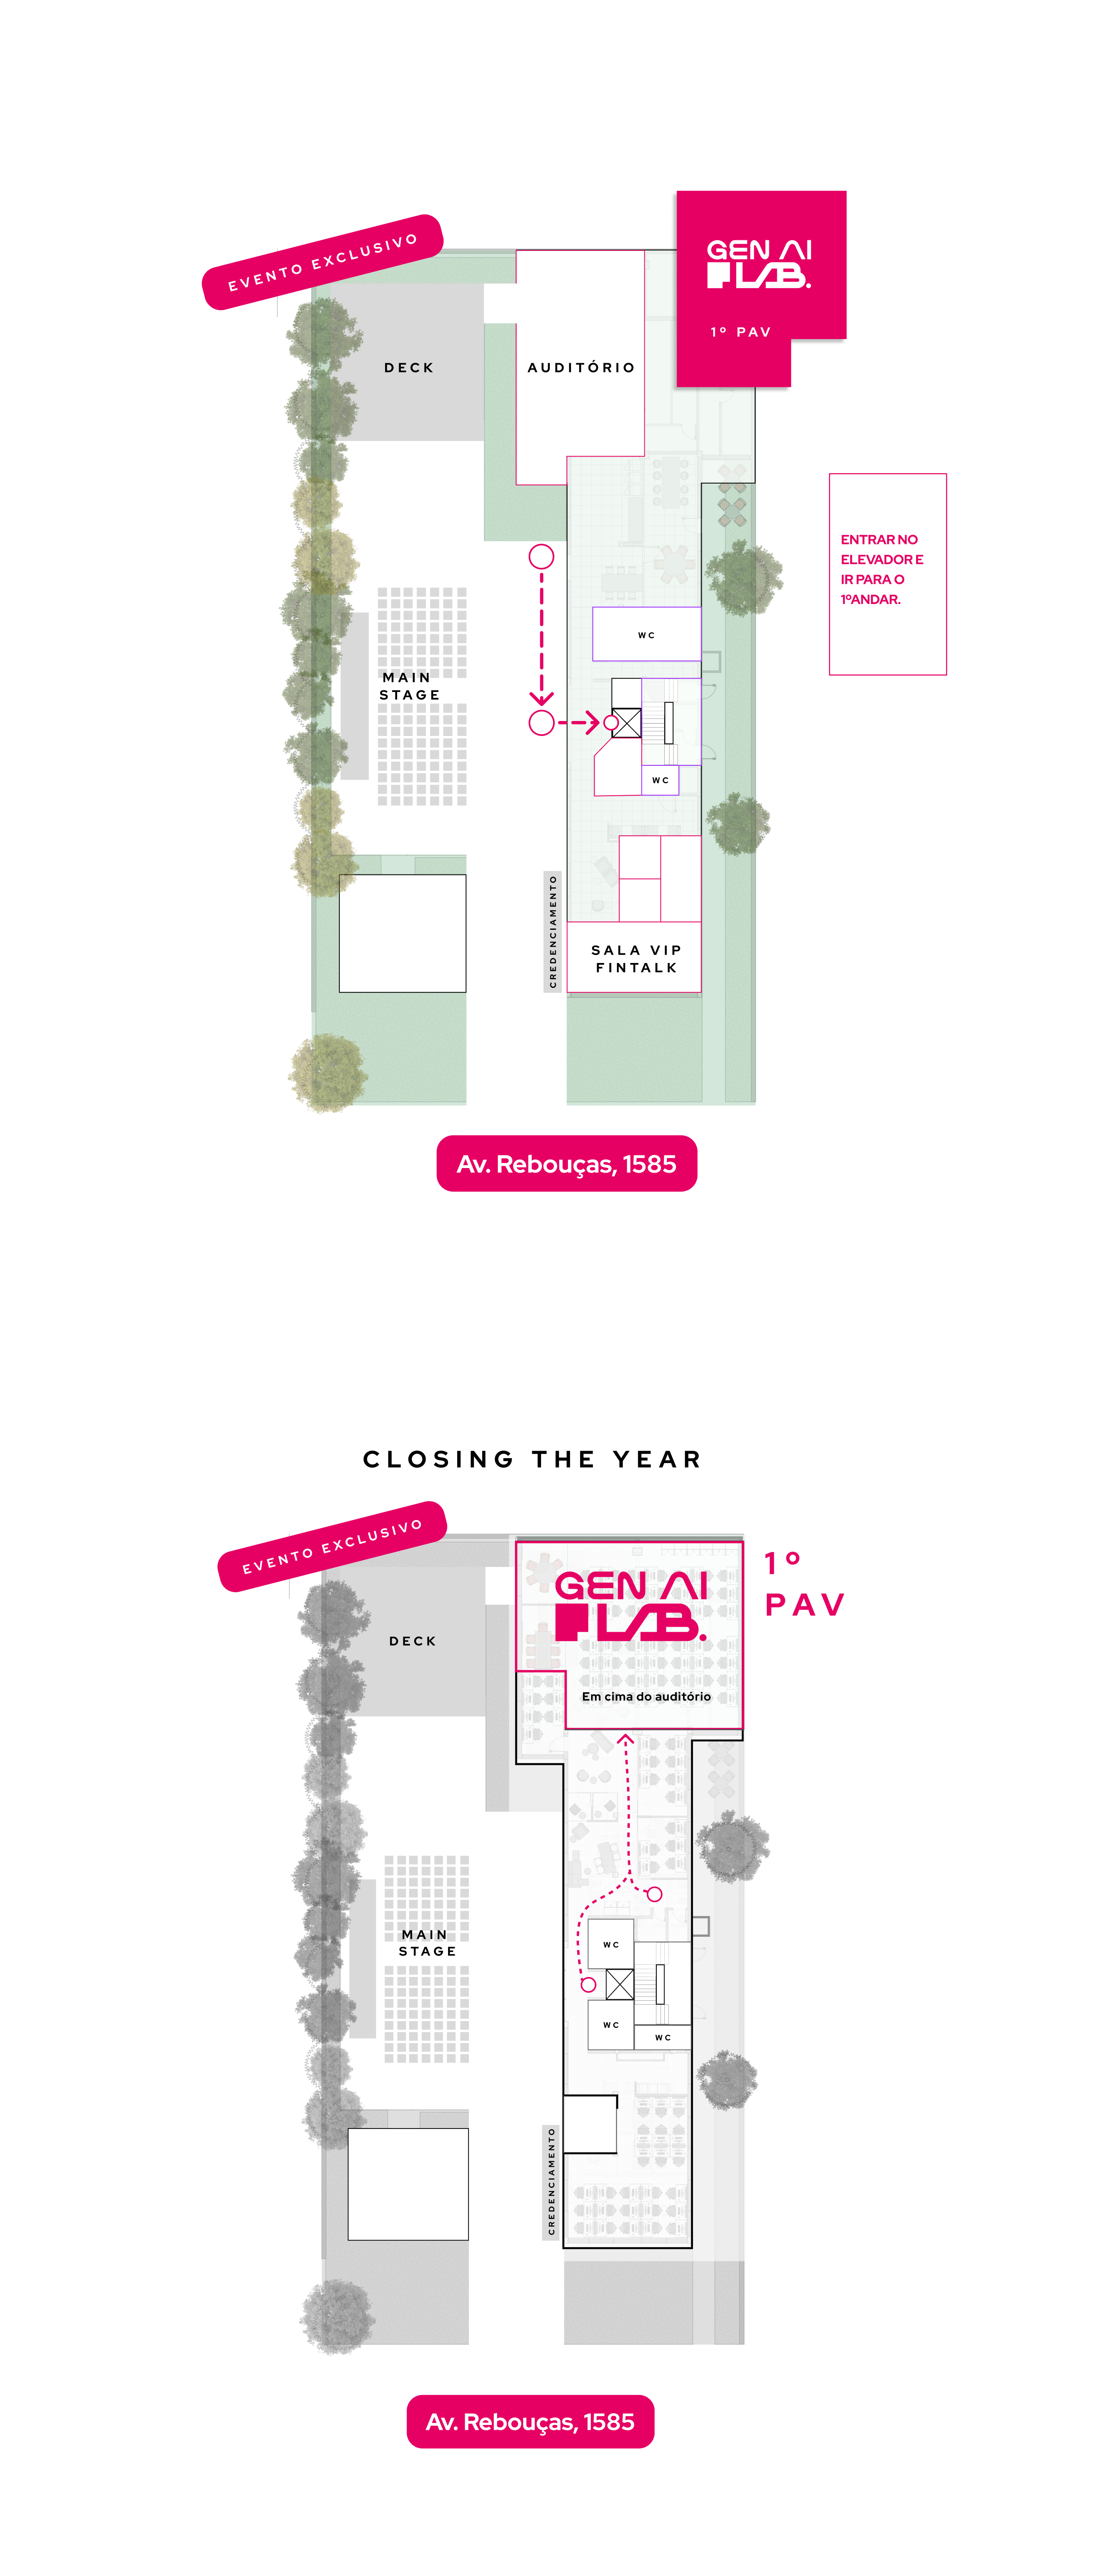 EVENTO EXCLUSIVO
GEN AI
LAB.
1º PAV
DECK
AUDITÓRIO
ENTRAR NO
ELEVADOR E
IR PARA O
1ºANDAR.
WC
MAIN
STAGE
WC
CREDENCIAMENTO
SALA VIP
FINTALK
Av. Rebouças, 1585
CLOSING THE YEAR
EVENTO EXCLUSIVO
1º
PAV
GEN AI
LAB.
DECK
Em cima do auditório
MAIN
STAGE
WC
WC
WC
CREDENCIAMENTO
Av. Rebouças, 1585